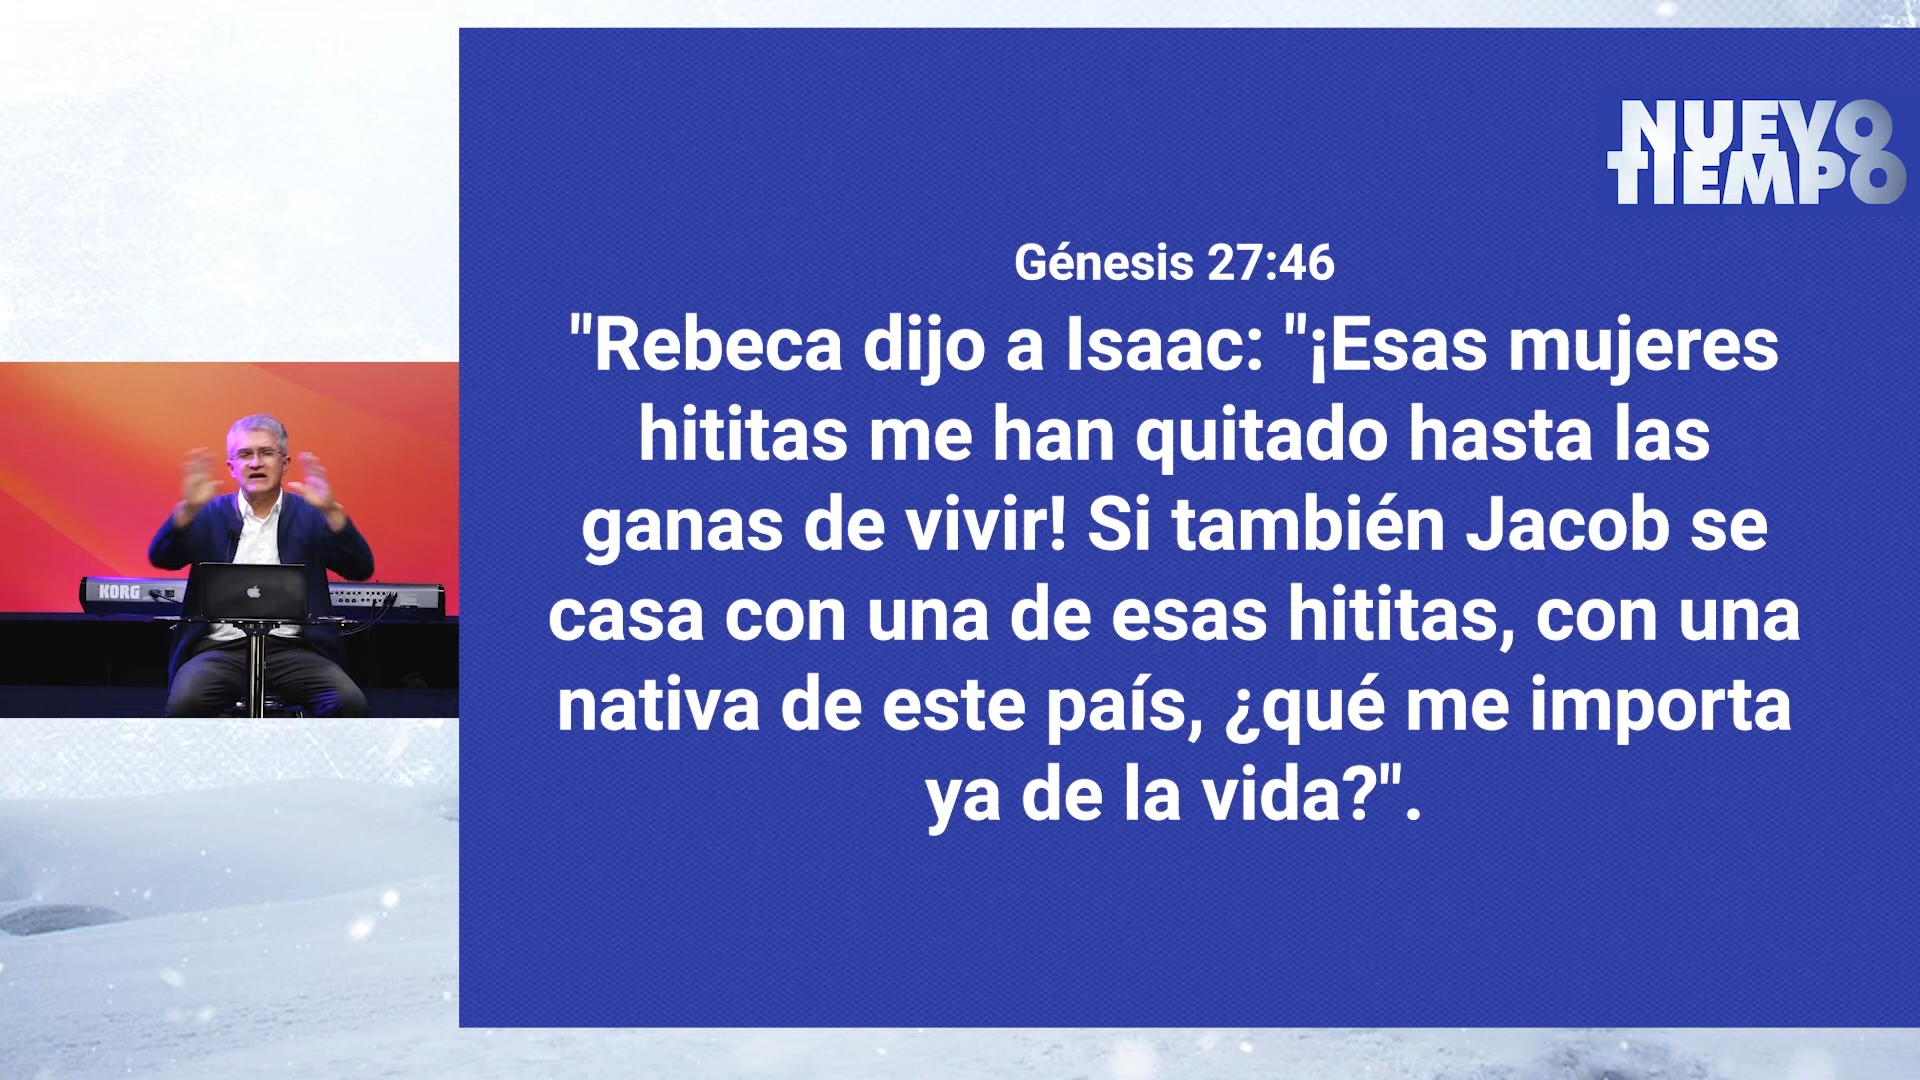 NUEVO
TIEMPO
Génesis 27:46
"Rebeca dijo a Isaac: "¡Esas mujeres
hititas me han quitado hasta las
ganas de vivir! Si también Jacob se
casa con una de esas hititas, con una
nativa de este país, ¿qué me importa
ya de la vida?".
KORG